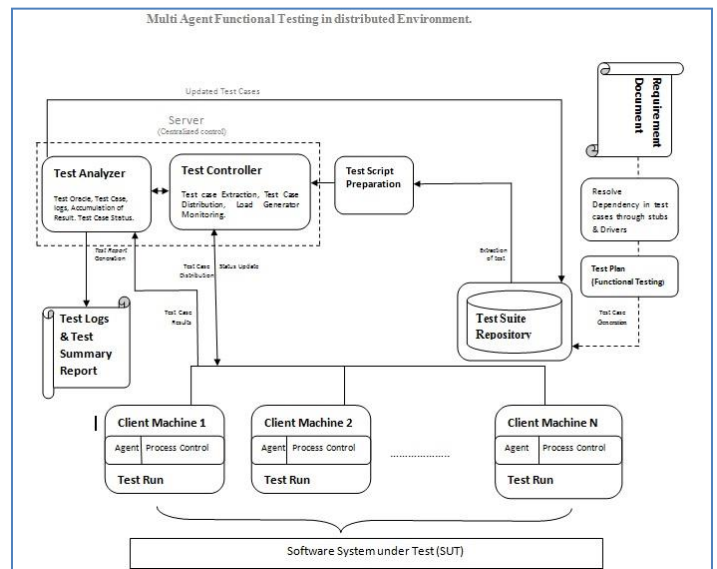 Multi Agent Functional Testing in distributed Environment.
Updated Test Cases
Server
(Centralized control)
Test Analyzer
Test Oracle, Test Case,
logs, Accumulation of
Result. Test Case Status.
Test Controller
Test case Extraction, Test Case
Distribution, Load Generator
Monitoring.
Test Script
Preparation
Requirement
Document
Resolve
Dependency in test
cases through stubs
& Drivers
Test Plan
(Functional Testing)
Test Case
Generation
Extraction
of test
Test Suite
Repository
Test Report
Generation
Test Case
Distribution
Status Update
Test Case
Results
Test Logs
& Test
Summary
Report
Client Machine 1
Agent Process Control
Test Run
Client Machine 2
Agent Process Control
Test Run
.....................
Client Machine N
Agent Process Control
Test Run
Software System under Test (SUT)